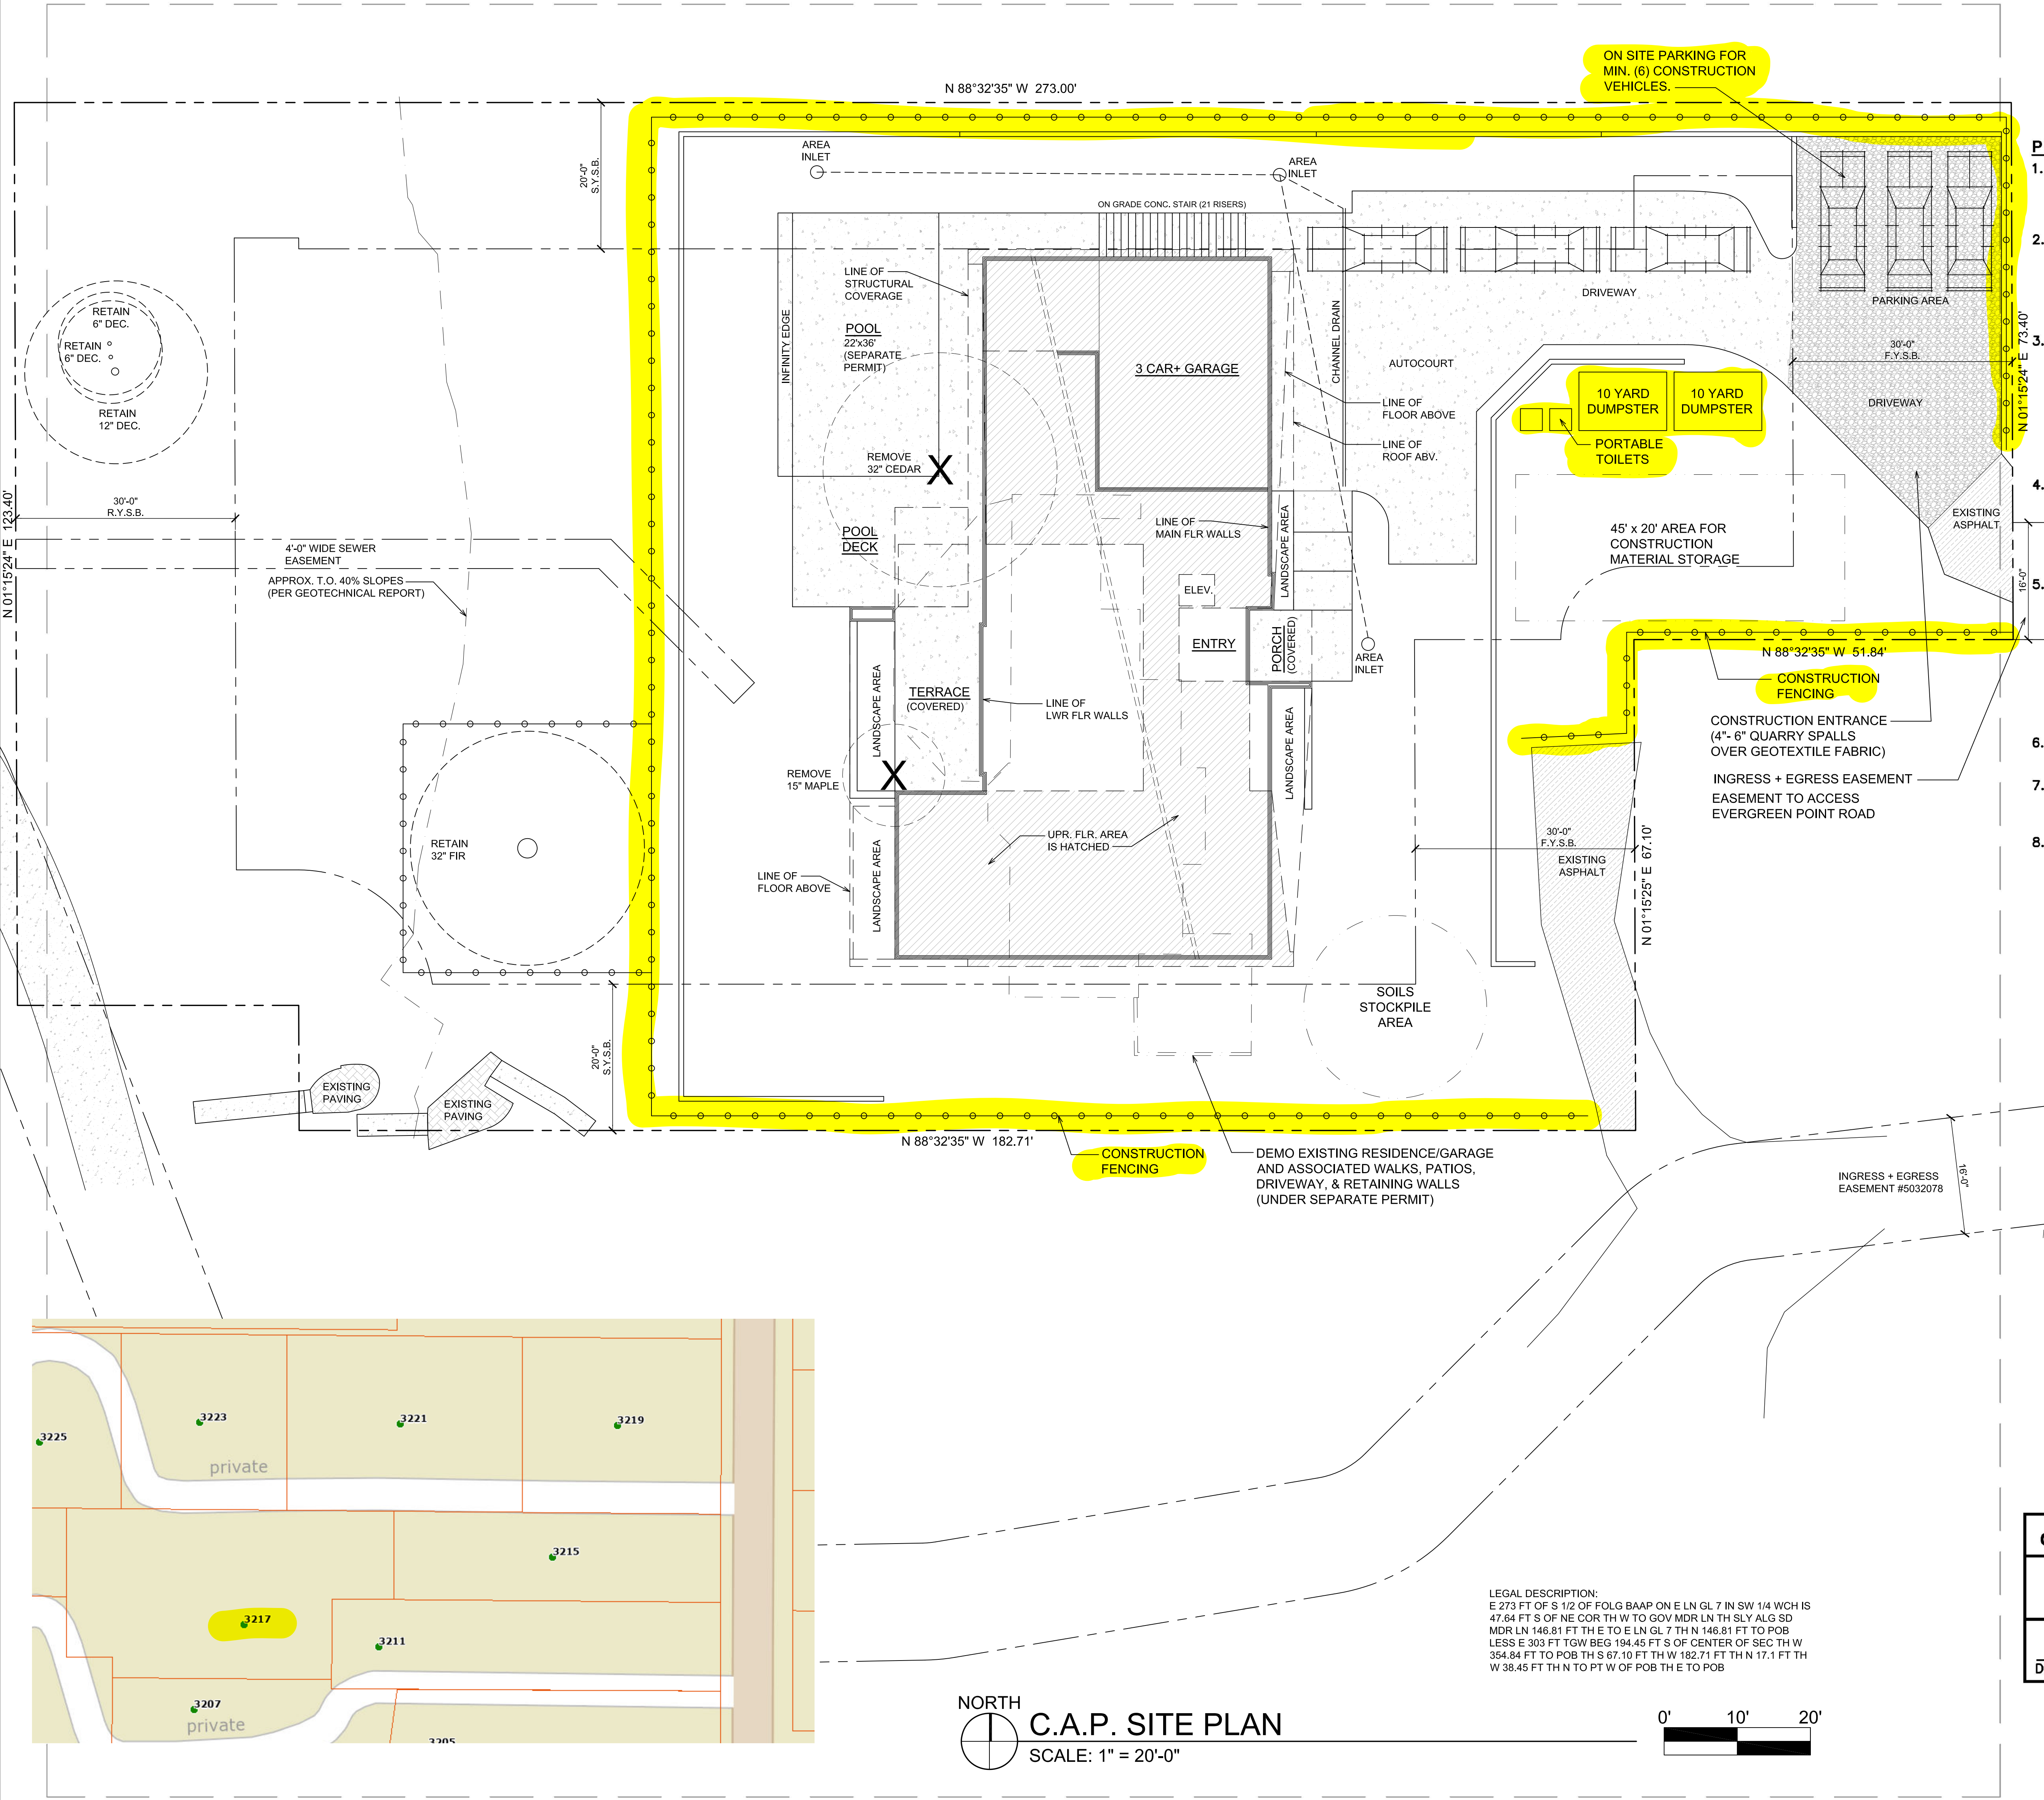 ON SITE PARKING FOR
MIN. (6) CONSTRUCTION
VEHICLES.
N 88°32'35" W  273.00'
P
1.
2.
3.
4.
5.
6.
7.
8.
20'-0"
S.Y.S.B.
AREA
INLET
AREA
INLET
ON GRADE CONC. STAIR (21 RISERS)
LINE OF
STRUCTURAL
COVERAGE
INFINITY EDGE
POOL
22'x36'
(SEPARATE
PERMIT)
3 CAR+ GARAGE
CHANNEL DRAIN
DRIVEWAY
PARKING AREA
AUTOCOURT
30'-0"
F.Y.S.B.
N 01°15'24" E  73.40'
DRIVEWAY
RETAIN
6" DEC.
RETAIN
6" DEC.
RETAIN
12" DEC.
LINE OF
FLOOR ABOVE
LINE OF
ROOF ABV.
10 YARD
DUMPSTER
10 YARD
DUMPSTER
PORTABLE
TOILETS
REMOVE
32" CEDAR
X
30'-0"
R.Y.S.B.
N 01°15'24" E  123.40'
4'-0" WIDE SEWER
EASEMENT
APPROX. T.O. 40% SLOPES
(PER GEOTECHNICAL REPORT)
POOL
DECK
LINE OF
MAIN FLR WALLS
LANDSCAPE AREA
45' x 20' AREA FOR
CONSTRUCTION
MATERIAL STORAGE
EXISTING
ASPHALT
16'-0"
ELEV.
ENTRY
PORCH
(COVERED)
AREA
INLET
N 88°32'35" W  51.84'
CONSTRUCTION
FENCING
LANDSCAPE AREA
TERRACE
(COVERED)
LINE OF
LWR FLR WALLS
LANDSCAPE AREA
CONSTRUCTION ENTRANCE
(4"- 6" QUARRY SPALLS
OVER GEOTEXTILE FABRIC)
INGRESS + EGRESS EASEMENT
EASEMENT TO ACCESS
EVERGREEN POINT ROAD
REMOVE
15" MAPLE
X
RETAIN
32" FIR
UPR. FLR. AREA
IS HATCHED
30'-0"
F.Y.S.B.
EXISTING
ASPHALT
N 01°15'25" E  67.10'
LINE OF
FLOOR ABOVE
LANDSCAPE AREA
SOILS
STOCKPILE
AREA
20'-0"
S.Y.S.B.
EXISTING
PAVING
EXISTING
PAVING
N 88°32'35" W  182.71'
CONSTRUCTION
FENCING
DEMO EXISTING RESIDENCE/GARAGE
AND ASSOCIATED WALKS, PATIOS,
DRIVEWAY, & RETAINING WALLS
(UNDER SEPARATE PERMIT)
INGRESS + EGRESS
EASEMENT #5032078
16'-0"
3223
3221
3219
3225
private
3215
3217
3211
3207
private
3205
LEGAL DESCRIPTION:
E 273 FT OF S 1/2 OF FOLG BAAP ON E LN GL 7 IN SW 1/4 WCH IS
47.64 FT S OF NE COR TH W TO GOV MDR LN TH SLY ALG SD
MDR LN 146.81 FT TH E TO E LN GL 7 TH N 146.81 FT TO POB
LESS E 303 FT TGW BEG 194.45 FT S OF CENTER OF SEC TH W
354.84 FT TO POB TH S 67.10 FT TH W 182.71 FT TH N 17.1 FT TH
W 38.45 FT TH N TO PT W OF POB TH E TO POB
NORTH
C.A.P. SITE PLAN
SCALE: 1" = 20'-0"
0'  10'  20'
D